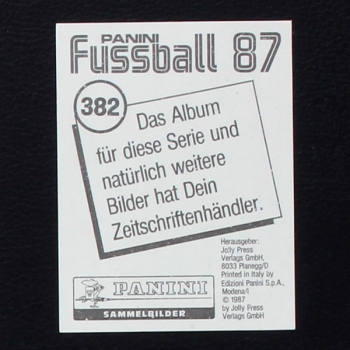 PANINI
Fussball 87
382
Das Album
für diese Serie und
natürlich weitere
Bilder hat Dein
Zeitschriftenhändler.
Herausgeber:
Jolly Press
Verlags GmbH,
8033 Planegg/D
Printed in Italy by
Edizioni Panini S.p.A.,
Modena/I
© 1987
by Jolly Press
Verlags GmbH
PANINI
SAMMELBILDER